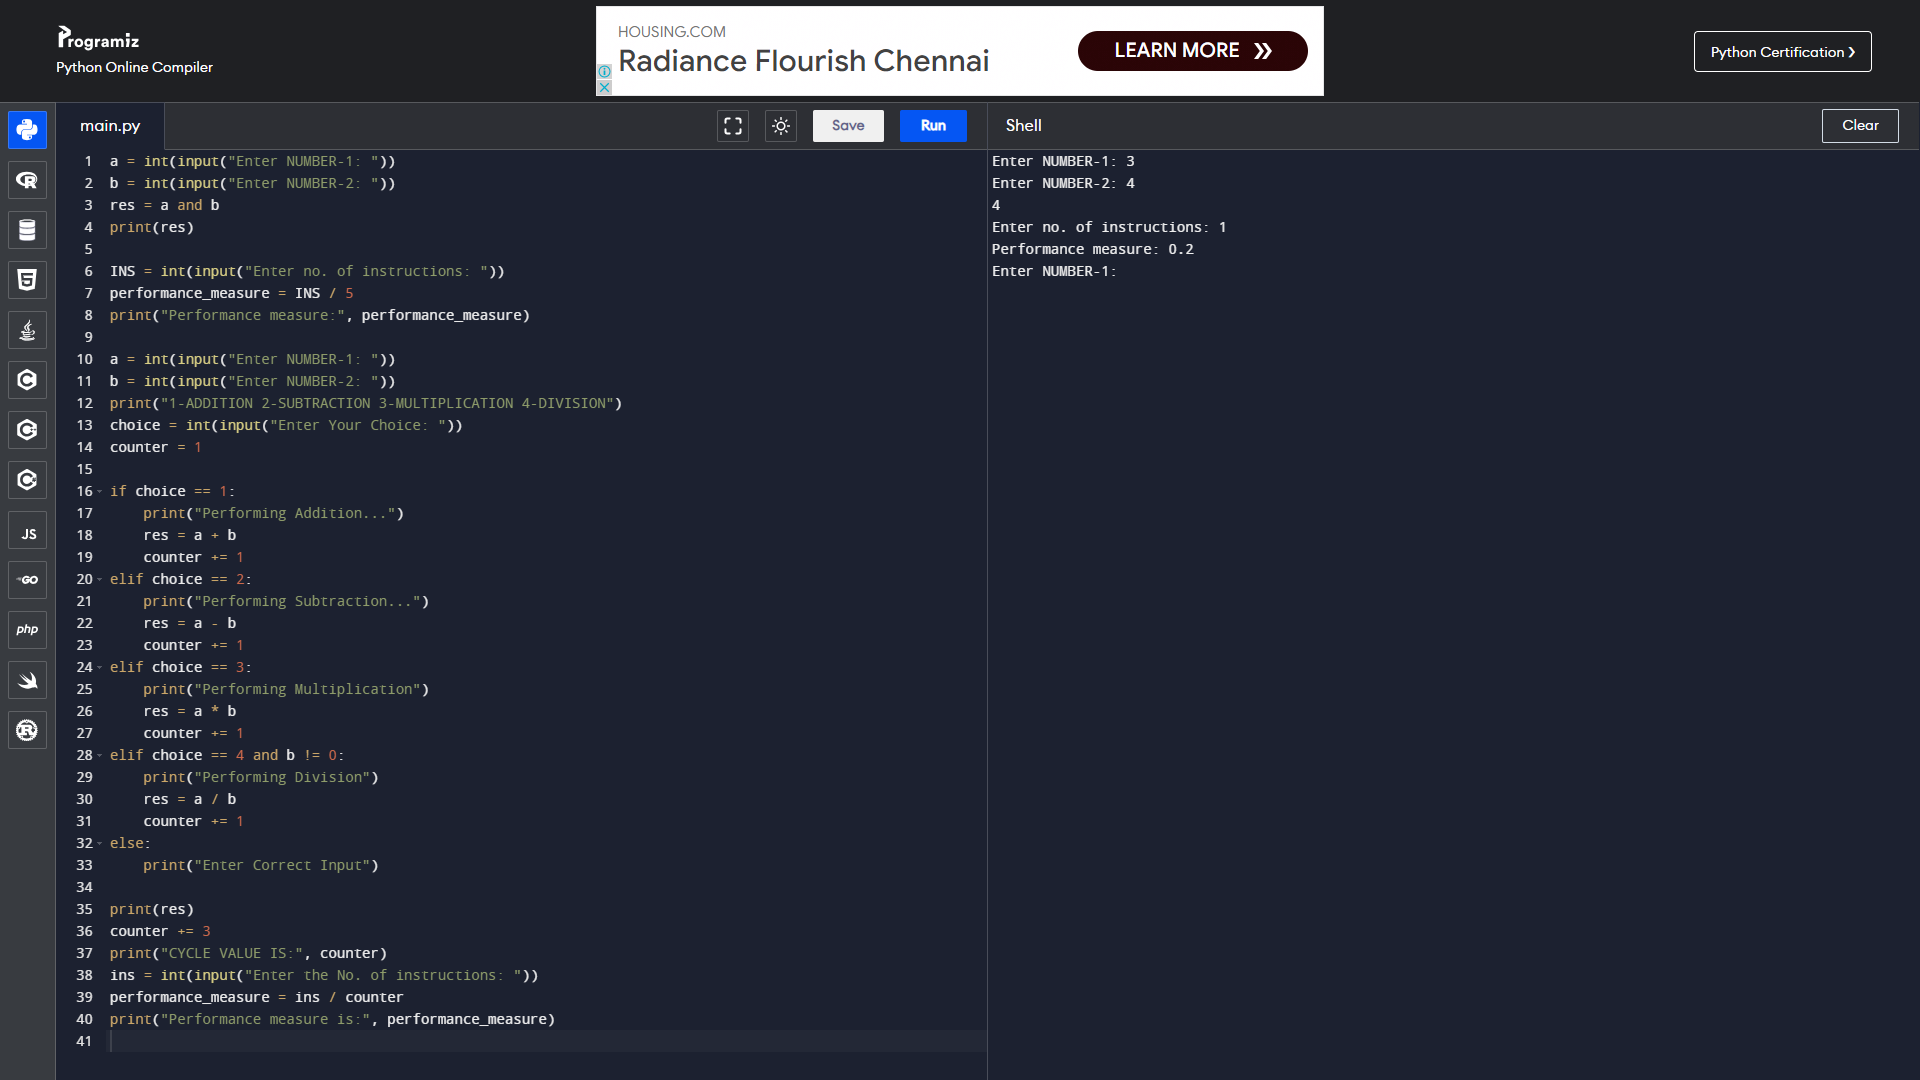 Programiz
Python Online Compiler
HOUSING.COM
Radiance Flourish Chennai
LEARN MORE »
Python Certification ›
main.py
Save
Run
Shell
Clear
1 a = int(input("Enter NUMBER-1: "))
2 b = int(input("Enter NUMBER-2: "))
3 res = a and b
4 print(res)
5
6 INS = int(input("Enter no. of instructions: "))
7 performance_measure = INS / 5
8 print("Performance measure:", performance_measure)
9
10 a = int(input("Enter NUMBER-1: "))
11 b = int(input("Enter NUMBER-2: "))
12 print("1-ADDITION 2-SUBTRACTION 3-MULTIPLICATION 4-DIVISION")
13 choice = int(input("Enter Your Choice: "))
14 counter = 1
15
16 if choice == 1:
17     print("Performing Addition...")
18     res = a + b
19     counter += 1
20 elif choice == 2:
21     print("Performing Subtraction...")
22     res = a - b
23     counter += 1
24 elif choice == 3:
25     print("Performing Multiplication")
26     res = a * b
27     counter += 1
28 elif choice == 4 and b != 0:
29     print("Performing Division")
30     res = a / b
31     counter += 1
32 else:
33     print("Enter Correct Input")
34
35 print(res)
36 counter += 3
37 print("CYCLE VALUE IS:", counter)
38 ins = int(input("Enter the No. of instructions: "))
39 performance_measure = ins / counter
40 print("Performance measure is:", performance_measure)
41
Enter NUMBER-1: 3
Enter NUMBER-2: 4
4
Enter no. of instructions: 1
Performance measure: 0.2
Enter NUMBER-1:
R
5
C
C
C
JS
GO
php
R